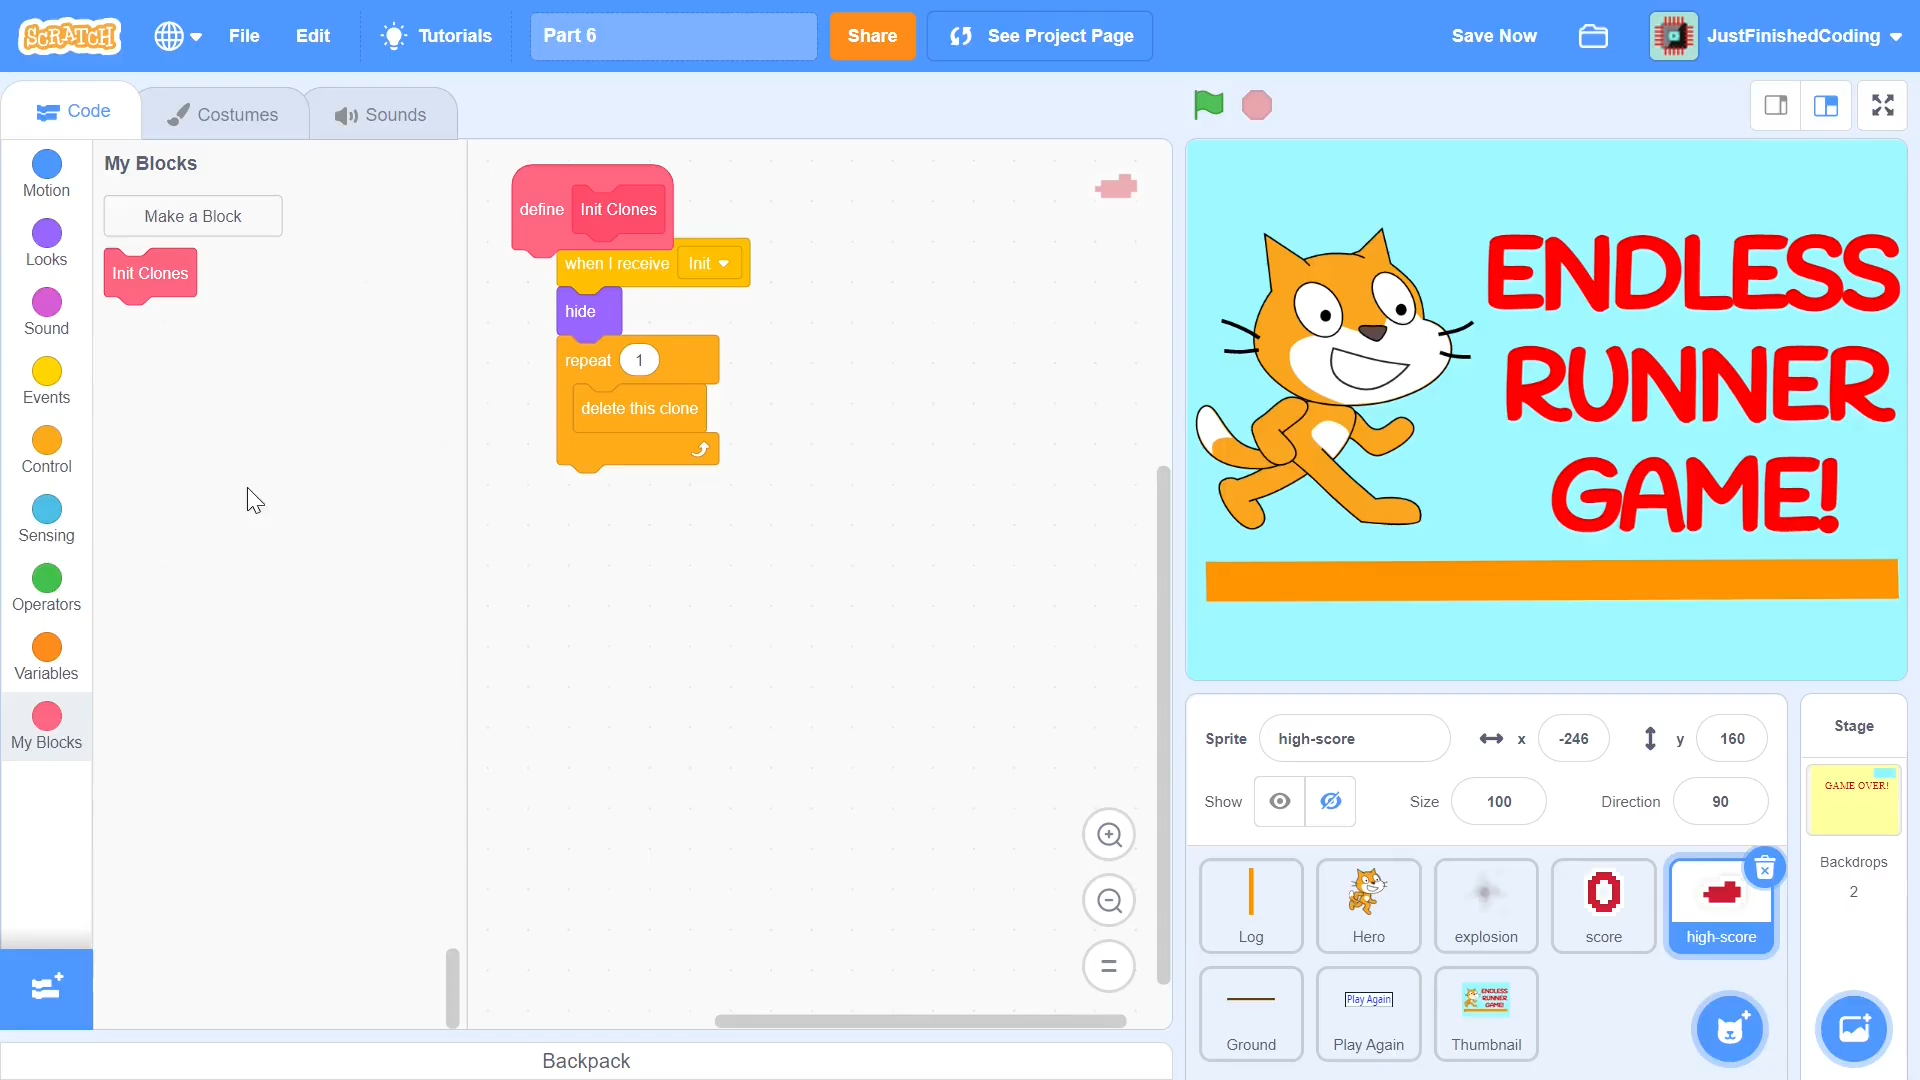 SCRATCH
File
Edit
Tutorials
Part 6
Share
See Project Page
Save Now
JustFinishedCoding
Code
Costumes
Sounds
Motion
Looks
Sound
Events
Control
Sensing
Operators
Variables
My Blocks
My Blocks
Make a Block
Init Clones
define Init Clones
when I receive Init
hide
repeat 1
delete this clone
ENDLESS
RUNNER
GAME!
Sprite high-score x -246 y 160
Show Size 100 Direction 90
Log
Hero
explosion
score
high-score
Ground
Play Again
Play Again
ENDLESS
RUNNER
GAME!
Thumbnail
Stage
GAME OVER!
Backdrops
2
Backpack